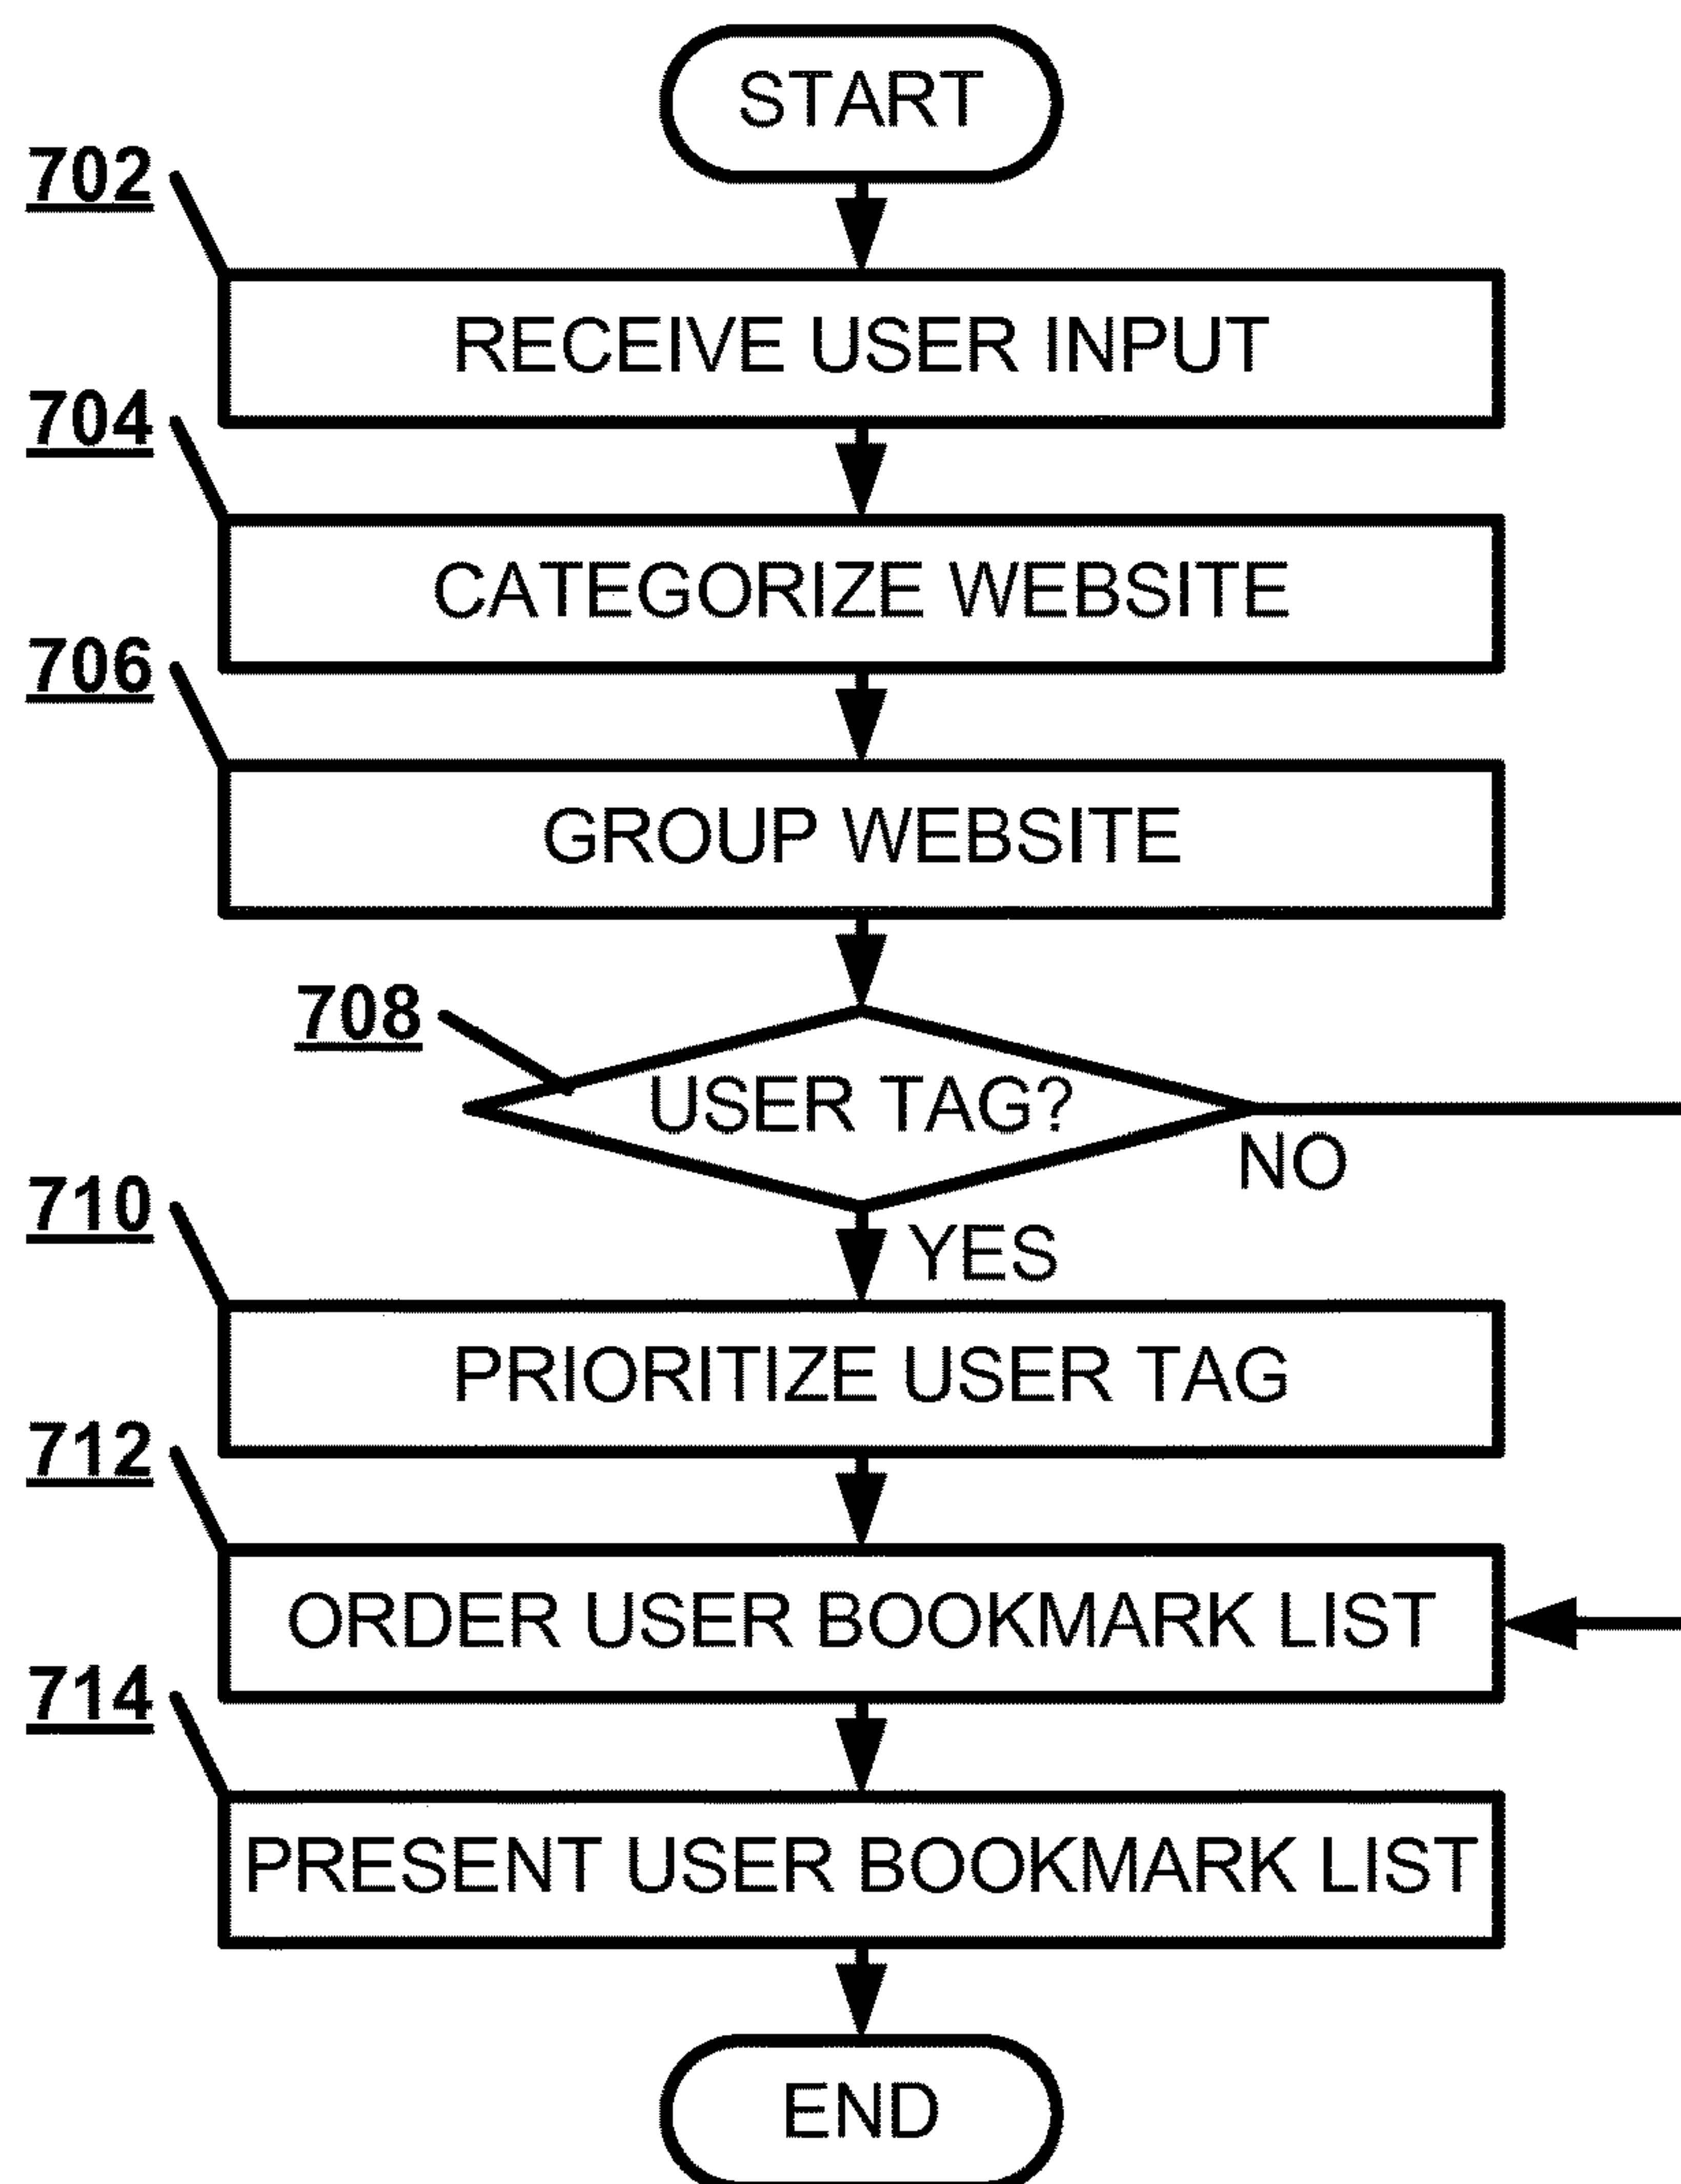 START
702
RECEIVE USER INPUT
704
CATEGORIZE WEBSITE
706
GROUP WEBSITE
708
USER TAG?
NO
710
YES
PRIORITIZE USER TAG
712
ORDER USER BOOKMARK LIST
714
PRESENT USER BOOKMARK LIST
END